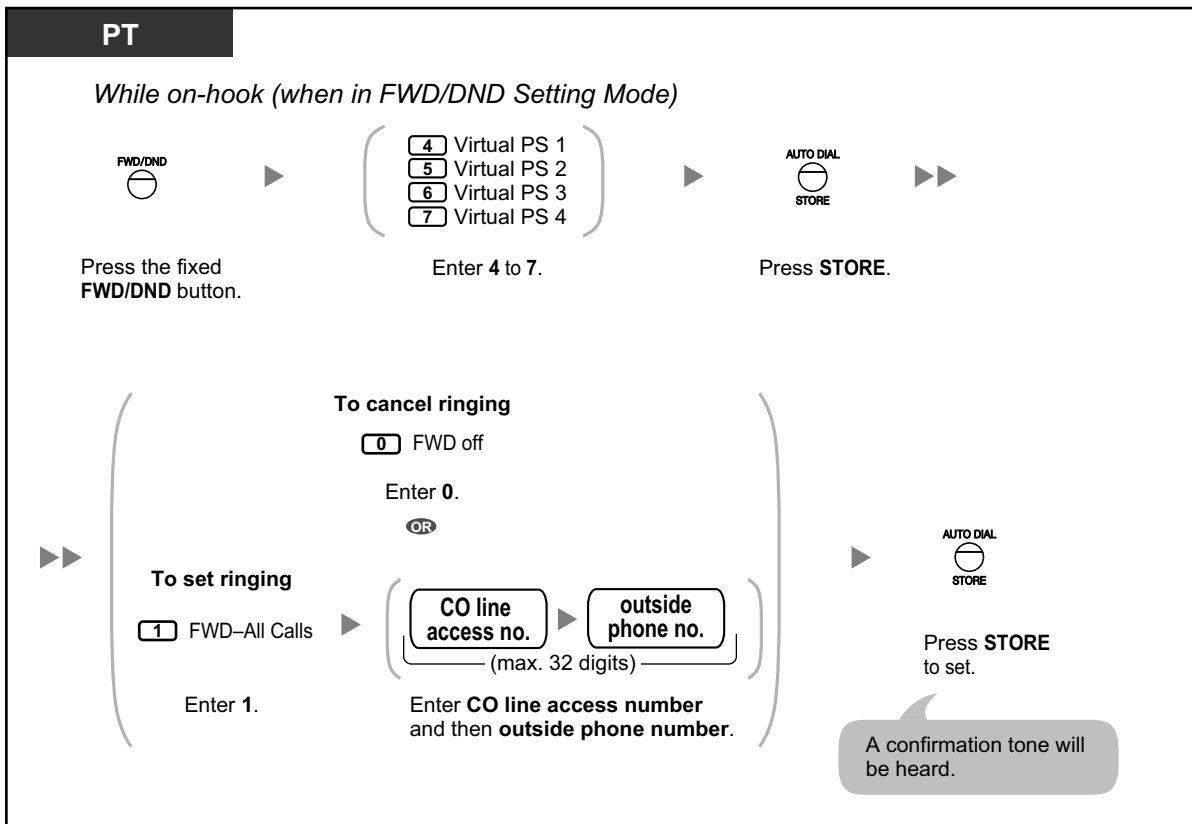 PT
While on-hook (when in FWD/DND Setting Mode)
FWD/DND
4 Virtual PS 1
5 Virtual PS 2
6 Virtual PS 3
7 Virtual PS 4
AUTO DIAL
STORE
Press the fixed
FWD/DND button.
Enter 4 to 7.
Press STORE.
To cancel ringing
0 FWD off
Enter 0.
OR
To set ringing
1 FWD–All Calls
Enter 1.
CO line
access no.
outside
phone no.
(max. 32 digits)
Enter CO line access number
and then outside phone number.
AUTO DIAL
STORE
Press STORE
to set.
A confirmation tone will
be heard.